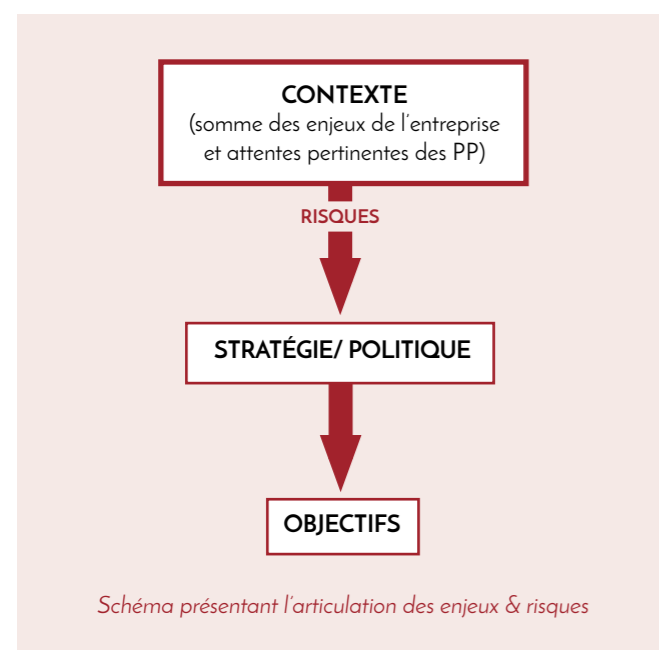 CONTEXTE
(somme des enjeux de l'entreprise
et attentes pertinentes des PP)
RISQUES
STRATÉGIE/ POLITIQUE
OBJECTIFS
Schéma présentant l'articulation des enjeux & risques